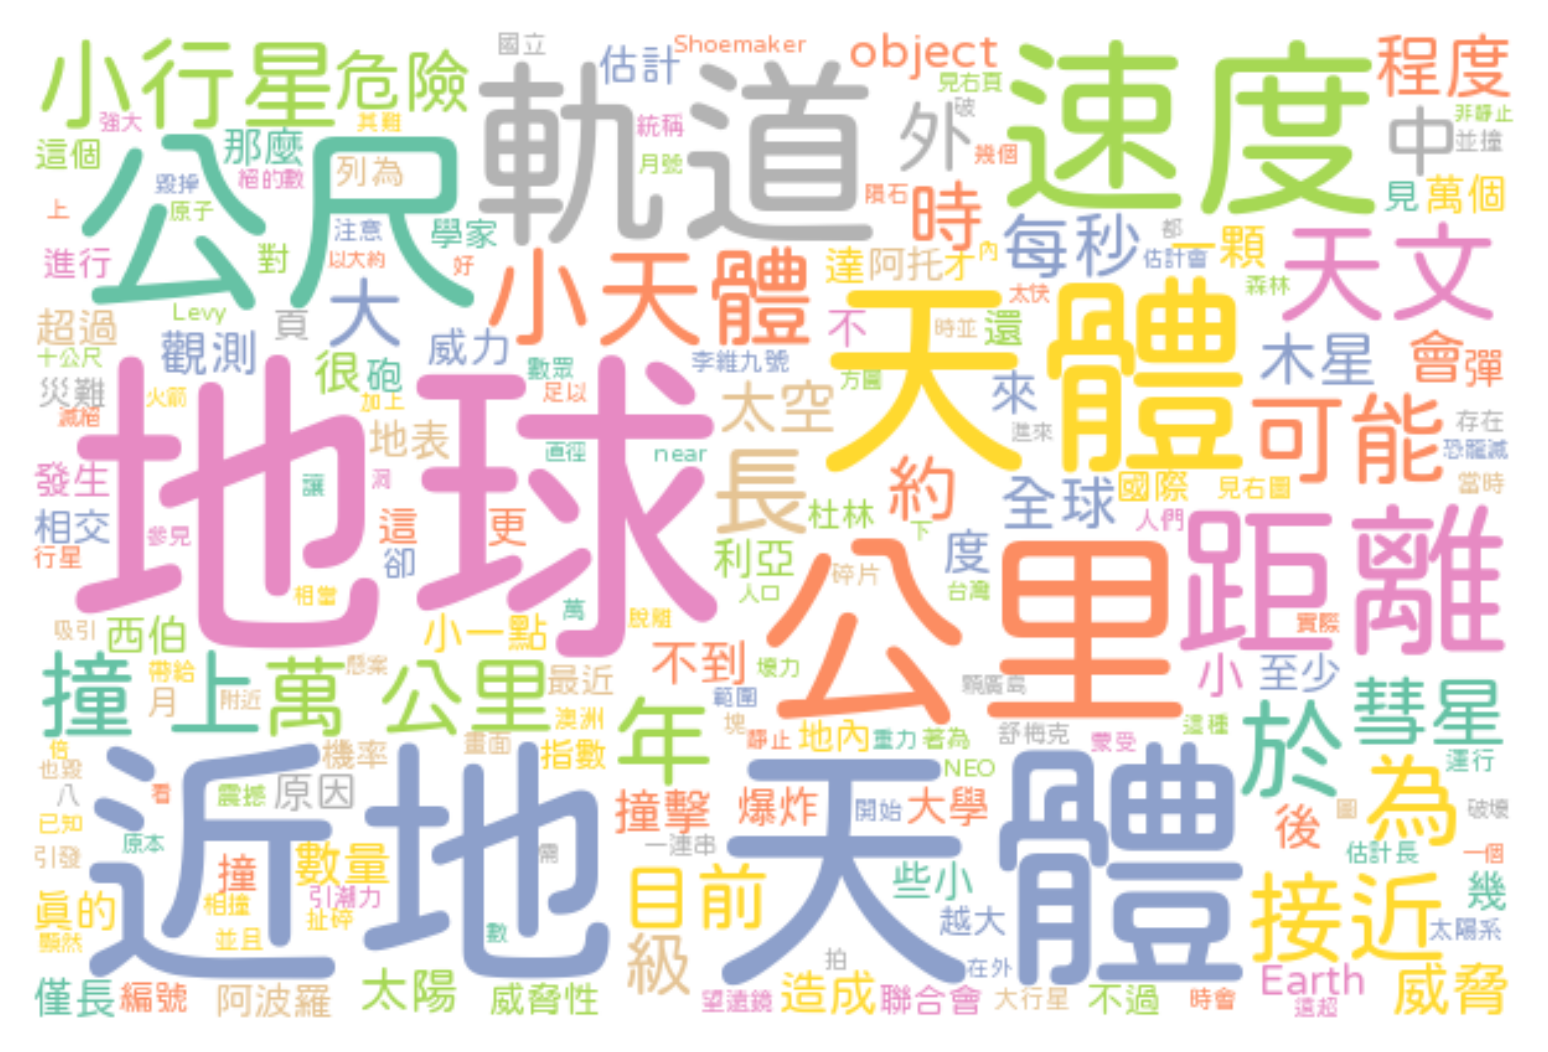 小行星 危險 國立 估計 Shoemaker object 速度 程度
強大 其難 軌道 統稱 見右頁 破 外 中 非靜止 並撞
這個 那麼 列為 月號 幾個
公尺 毀掉 絕的數 原子 隕石 時 見 萬個
上 注意 學家 每秒 都 一顆 天文
進行 對 以大約 好 小天體 達 阿托 才 內 估計會
Levy 太快 森林
超過 頁 大 天體 不 時並 還
十公尺 觀測 很 砲 威力 數眾 李維九號 方圓 木星 會 彈
災難 火箭 加上 足以 太空 來 可能 存在
滅絕 地球 地表 進來 恐龍滅
發生 讓 洞 直徑 near 長 約 全球 國際 見右圖 當時
相交 參見 這 更 杜林 下 人們 距離
行星 卻 利亞 碎片 度
相當 萬 人口 公里 台灣
吸引 西伯 小一點 脫離 實際
撞上 帶給 萬公里 懸案 最近 不到 壞力 小 至少 彗星
月 附近 範圍 賴廣島
澳洲 年 塊 於 這種
倍 近地 機率 畫面 指數 靜止 地內 重力 著為 舒梅克 蒙受 運行
也毀 天體 NEO 為
八 看 震撼 原因 撞擊 爆炸 開始 大學 後 圖 破壞
已知 原本 一連串 估計長 一個
引發 撞 數量 目前 些小 接近 幾
眞的 相撞 引潮力 扯碎 越大 太陽系
顯然 並且 數 級 拍 在外
僅長 編號 阿波羅 太陽 威脅性 望遠鏡 造成 聯合會 大行星 不過 時會 Earth 遠超 威脅